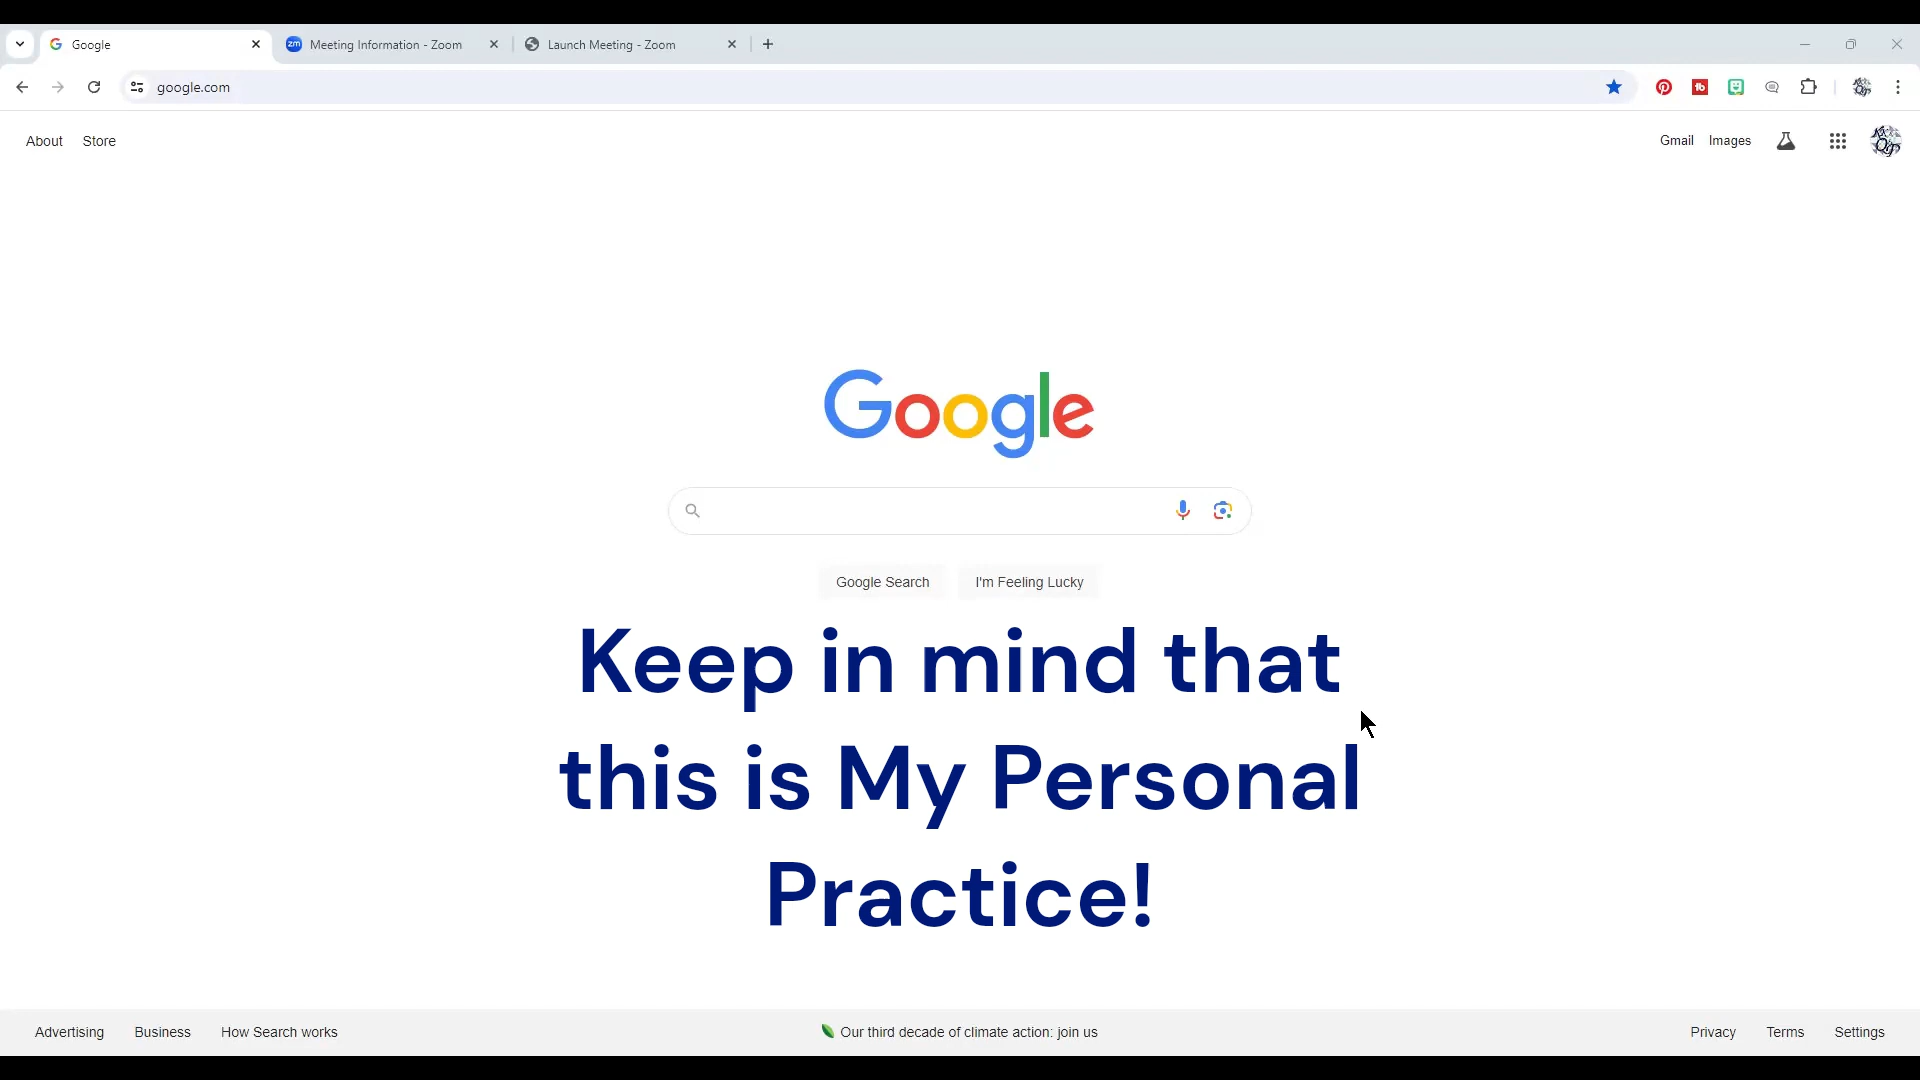 Google
zm Meeting Information - Zoom
Launch Meeting - Zoom
google.com
About Store
Gmail Images
Google
Google Search I'm Feeling Lucky
Keep in mind that
this is My Personal
Practice!
Advertising Business How Search works
Our third decade of climate action: join us
Privacy Terms Settings